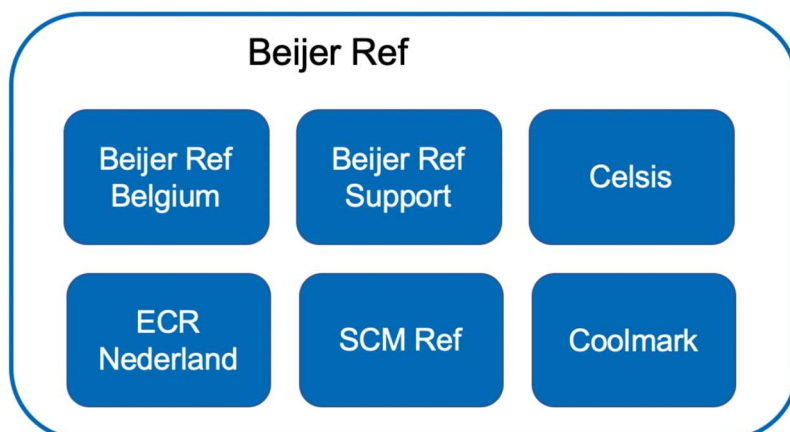 Beijer Ref
Beijer Ref
Belgium
Beijer Ref
Support
Celsis
ECR
Nederland
SCM Ref
Coolmark